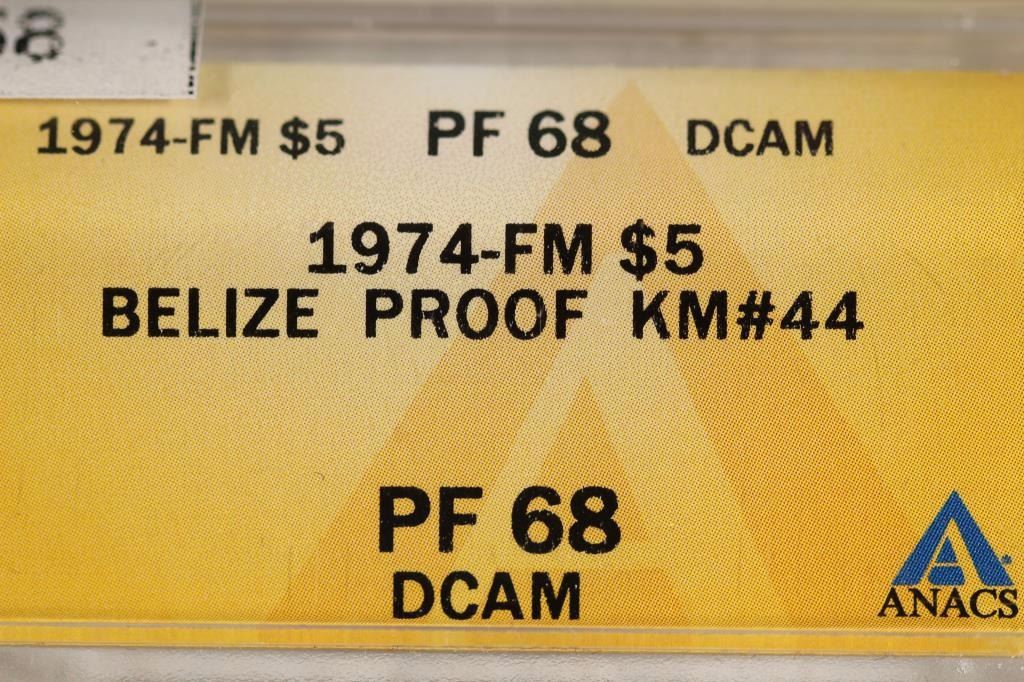 68
1974-FM $5 PF 68 DCAM
1974-FM $5
BELIZE PROOF KM#44
PF 68
DCAM
ANACS